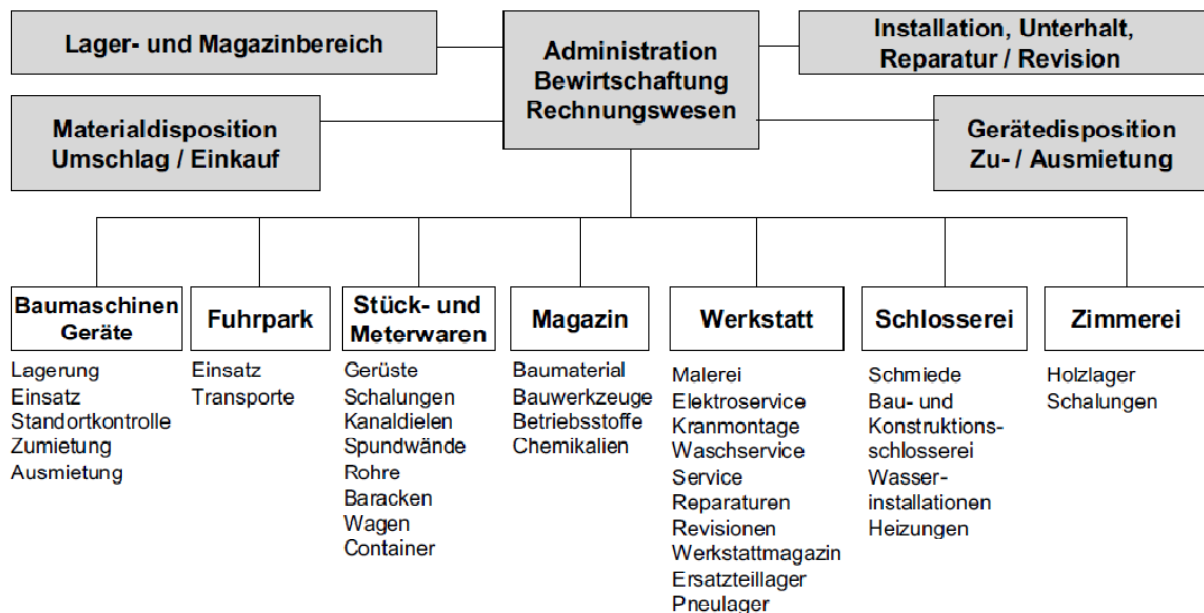 Lager- und Magazinbereich
Administration
Bewirtschaftung
Rechnungswesen
Installation, Unterhalt,
Reparatur / Revision
Materialdisposition
Umschlag / Einkauf
Gerätedisposition
Zu- / Ausmietung
Baumaschinen
Geräte
Lagerung
Einsatz
Standortkontrolle
Zumietung
Ausmietung
Fuhrpark
Einsatz
Transporte
Stück- und
Meterwaren
Gerüste
Schalungen
Kanaldielen
Spundwände
Rohre
Baracken
Wagen
Container
Magazin
Baumaterial
Bauwerkzeuge
Betriebsstoffe
Chemikalien
Werkstatt
Malerei
Elektroservice
Kranmontage
Waschservice
Service
Reparaturen
Revisionen
Werkstattmagazin
Ersatzteillager
Pneulager
Schlosserei
Schmiede
Bau- und
Konstruktions-
schlosserei
Wasser-
installationen
Heizungen
Zimmerei
Holzlager
Schalungen